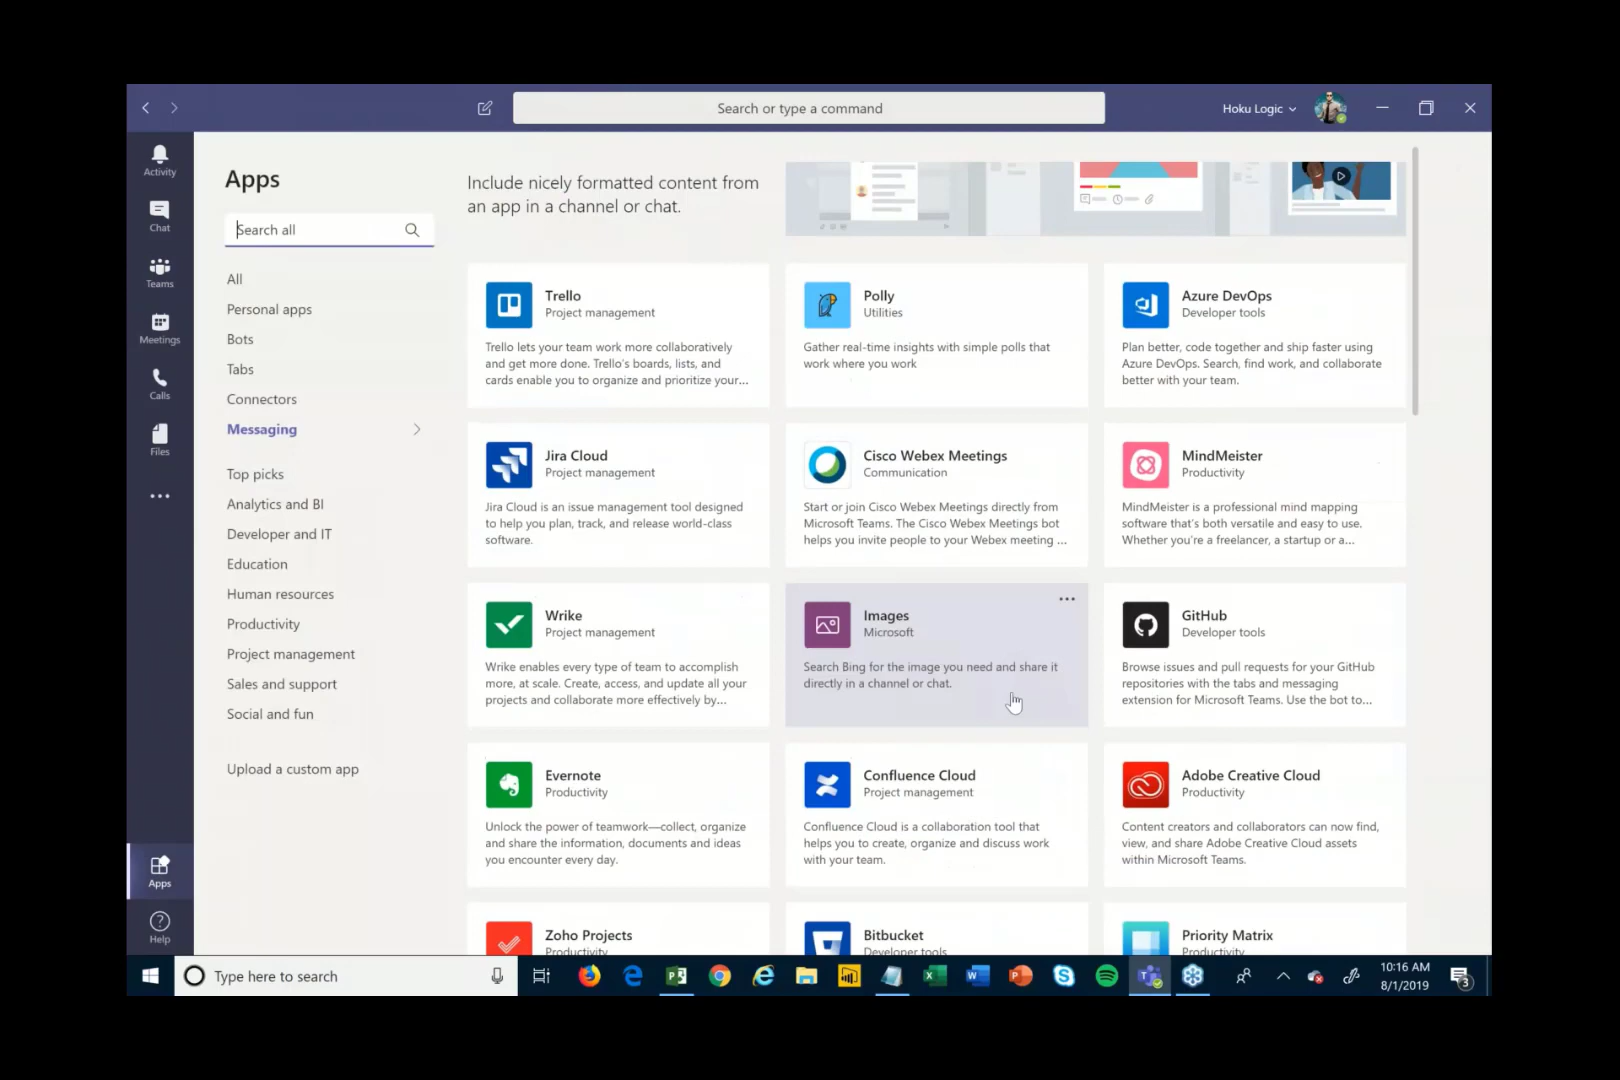 Search or type a command
Hoku Logic
Activity
Chat
Teams
Meetings
Calls
Files
Apps
Help
Apps
Search all
All
Personal apps
Bots
Tabs
Connectors
Messaging
Top picks
Analytics and BI
Developer and IT
Education
Human resources
Productivity
Project management
Sales and support
Social and fun
Upload a custom app
Include nicely formatted content from
an app in a channel or chat.
Trello
Project management
Trello lets your team work more collaboratively
and get more done. Trello's boards, lists, and
cards enable you to organize and prioritize your...
Polly
Utilities
Gather real-time insights with simple polls that
work where you work
Azure DevOps
Developer tools
Plan better, code together and ship faster using
Azure DevOps. Search, find work, and collaborate
better with your team.
Jira Cloud
Project management
Jira Cloud is an issue management tool designed
to help you plan, track, and release world-class
software.
Cisco Webex Meetings
Communication
Start or join Cisco Webex Meetings directly from
Microsoft Teams. The Cisco Webex Meetings bot
helps you invite people to your Webex meeting ...
MindMeister
Productivity
MindMeister is a professional mind mapping
software that's both versatile and easy to use.
Whether you're a freelancer, a startup or a...
Wrike
Project management
Wrike enables every type of team to accomplish
more, at scale. Create, access, and update all your
projects and collaborate more effectively by...
Images
Microsoft
Search Bing for the image you need and share it
directly in a channel or chat.
GitHub
Developer tools
Browse issues and pull requests for your GitHub
repositories with the tabs and messaging
extension for Microsoft Teams. Use the bot to...
Evernote
Productivity
Unlock the power of teamwork—collect, organize
and share the information, documents and ideas
you encounter every day.
Confluence Cloud
Project management
Confluence Cloud is a collaboration tool that
helps you to create, organize and discuss work
with your team.
Adobe Creative Cloud
Productivity
Content creators and collaborators can now find,
view, and share Adobe Creative Cloud assets
within Microsoft Teams.
Zoho Projects
Productivity
Bitbucket
Developer tools
Priority Matrix
Productivity
Type here to search
10:16 AM
8/1/2019
3